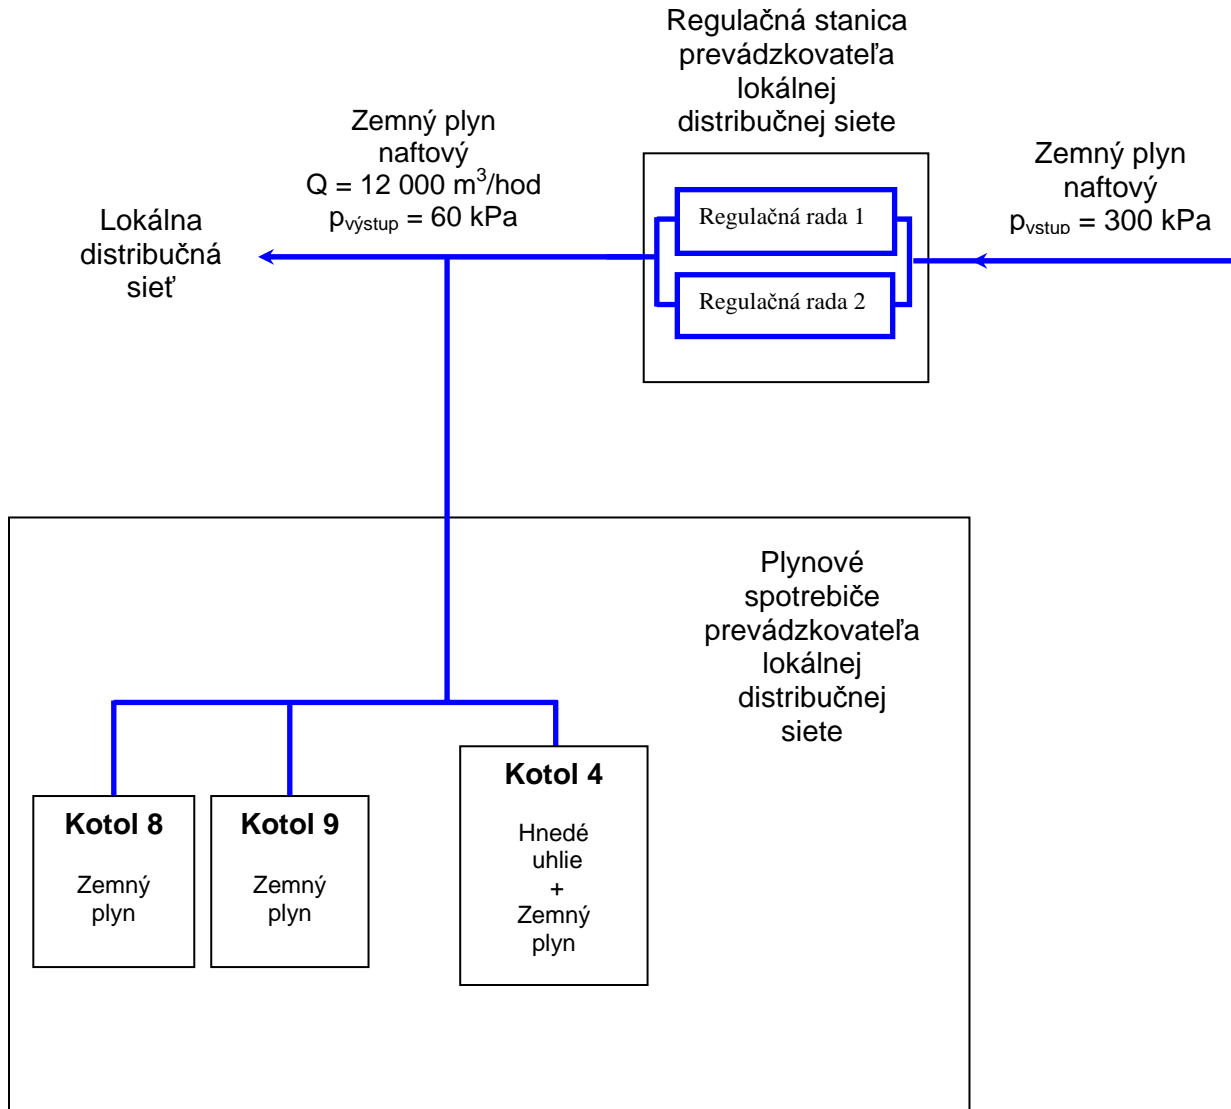 Regulačná stanica
prevádzkovateľa
lokálnej
distribučnej siete
Zemný plyn
naftový
Q = 12 000 m³/hod
pvýstup = 60 kPa
Zemný plyn
naftový
pvstup = 300 kPa
Lokálna
distribučná
sieť
Regulačná rada 1
Regulačná rada 2
Plynové
spotrebiče
prevádzkovateľa
lokálnej
distribučnej
siete
Kotol 8
Zemný
plyn
Kotol 9
Zemný
plyn
Kotol 4
Hnedé
uhlie
+
Zemný
plyn